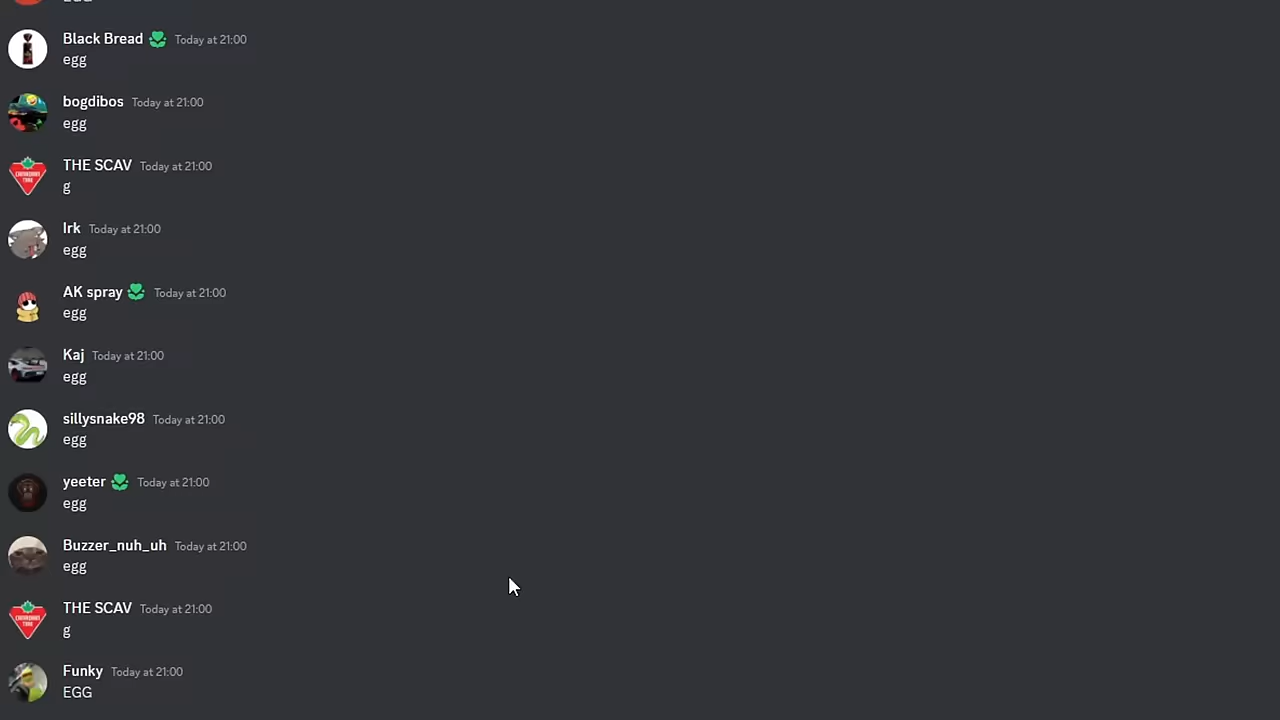 EGG
Black Bread Today at 21:00
egg
bogdibos Today at 21:00
egg
THE SCAV Today at 21:00
g
Irk Today at 21:00
egg
AK spray Today at 21:00
egg
Kaj Today at 21:00
egg
sillysnake98 Today at 21:00
egg
yeeter Today at 21:00
egg
Buzzer_nuh_uh Today at 21:00
egg
THE SCAV Today at 21:00
g
Funky Today at 21:00
EGG